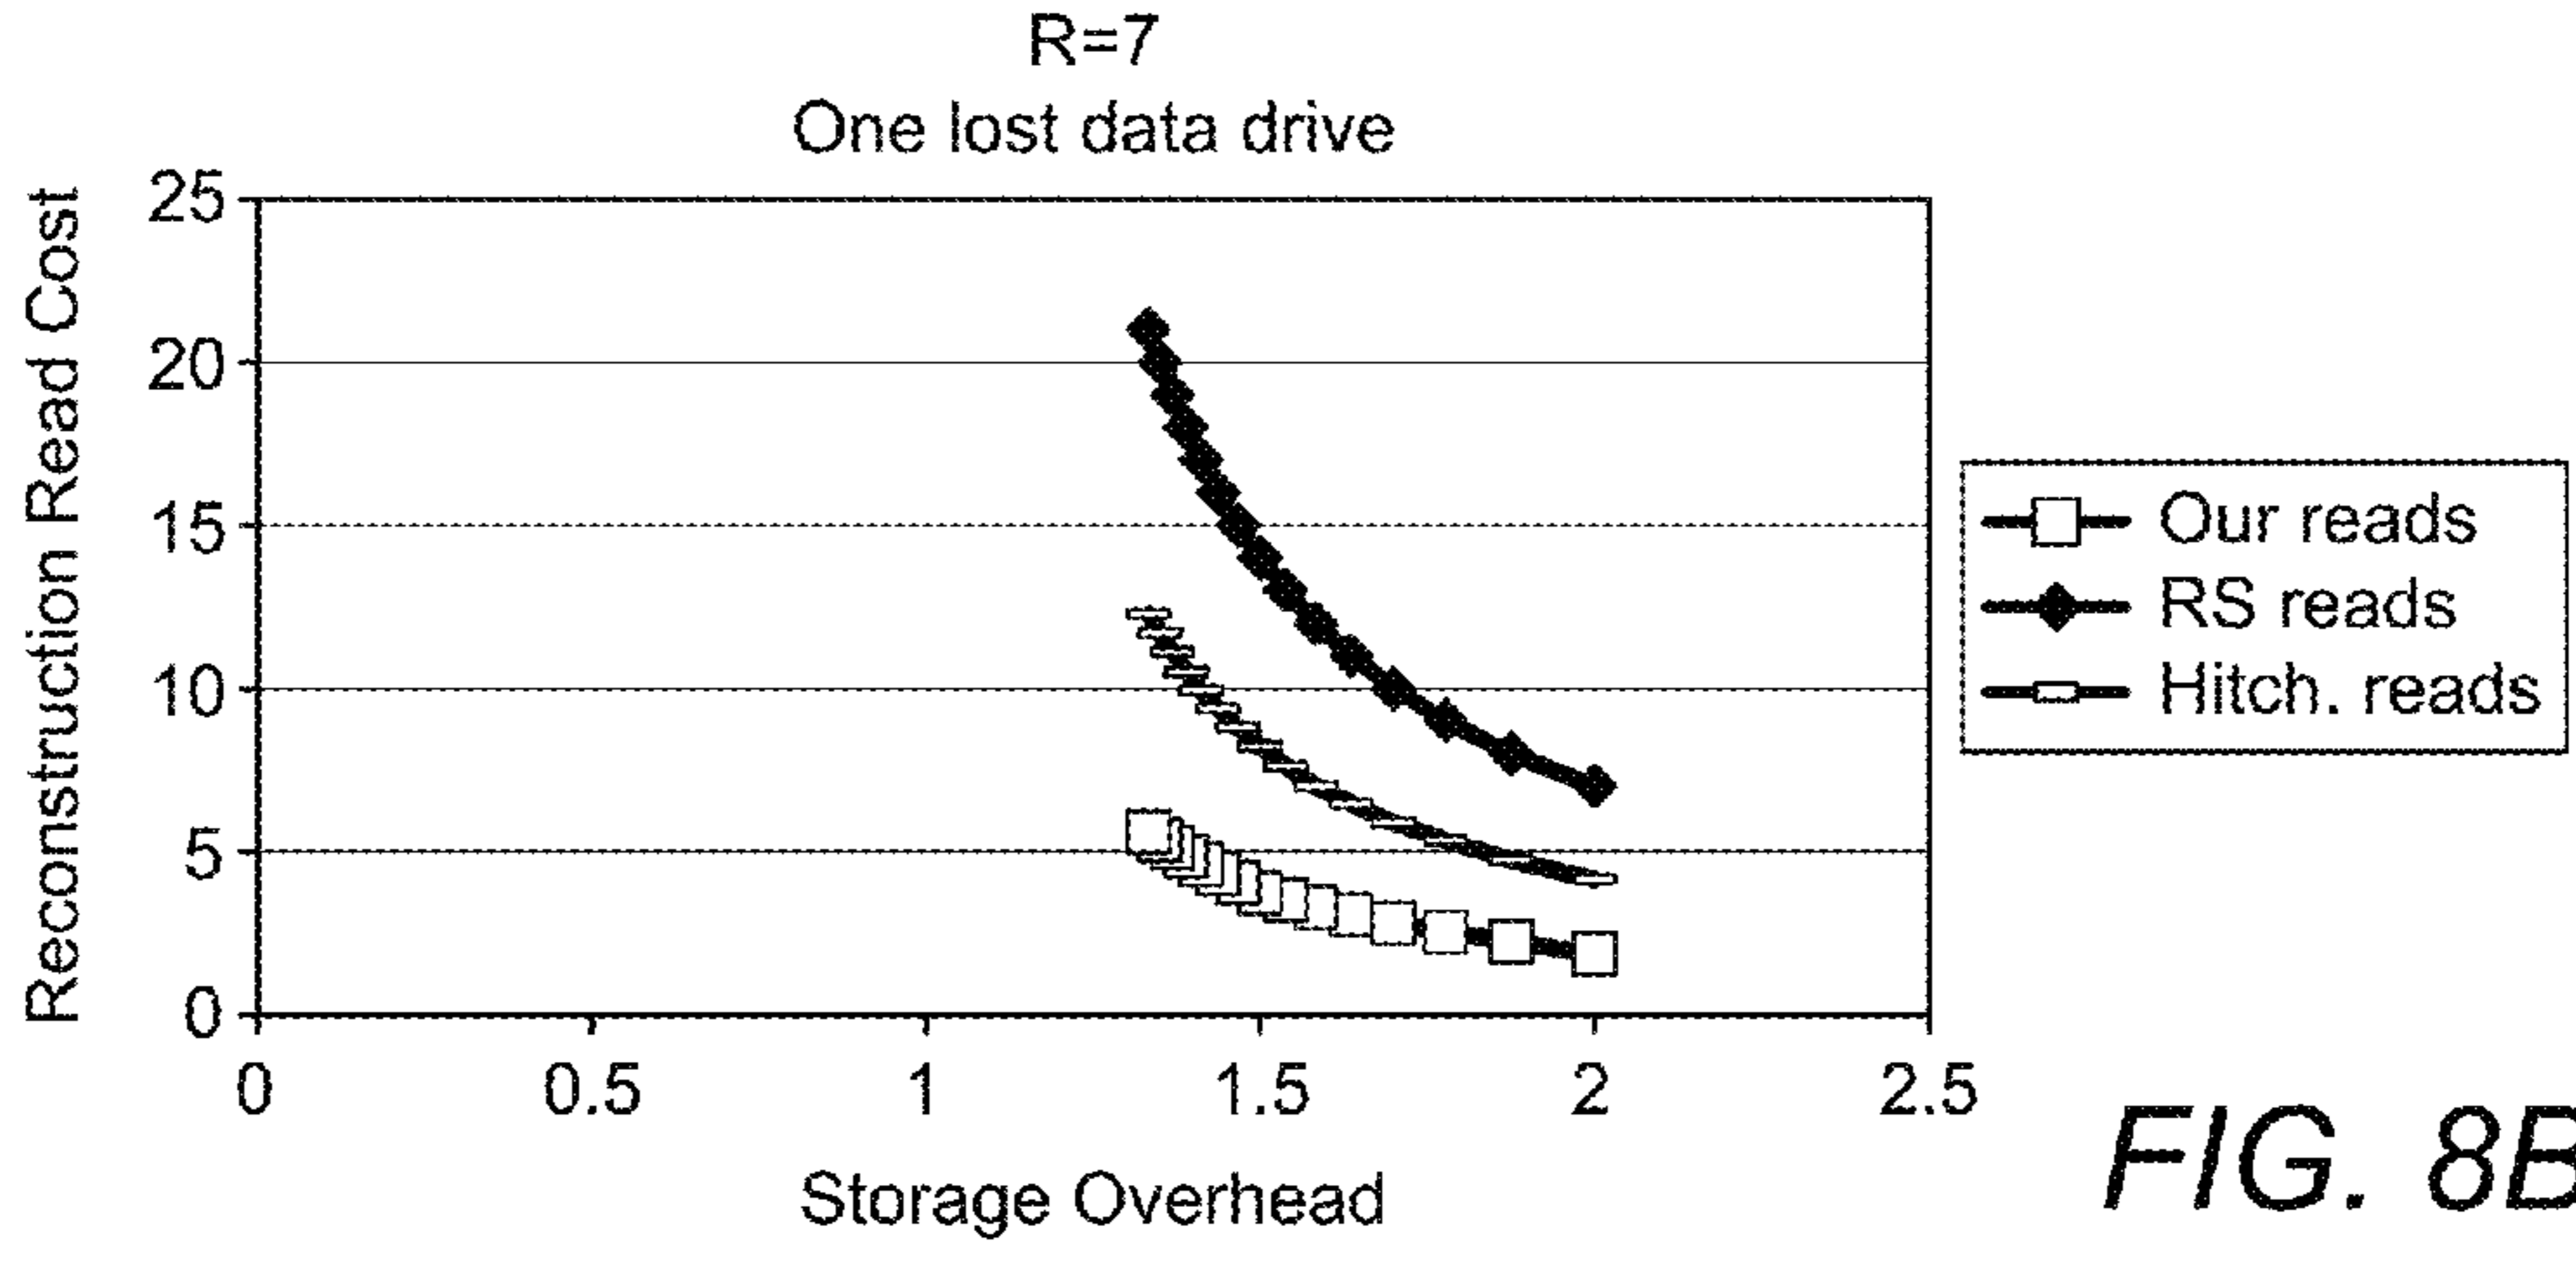 R=7
One lost data drive
Reconstruction Read Cost
25
20
15
10
5
0
0 0.5 1 1.5 2 2.5
Storage Overhead
Our reads
RS reads
Hitch. reads
FIG. 8B